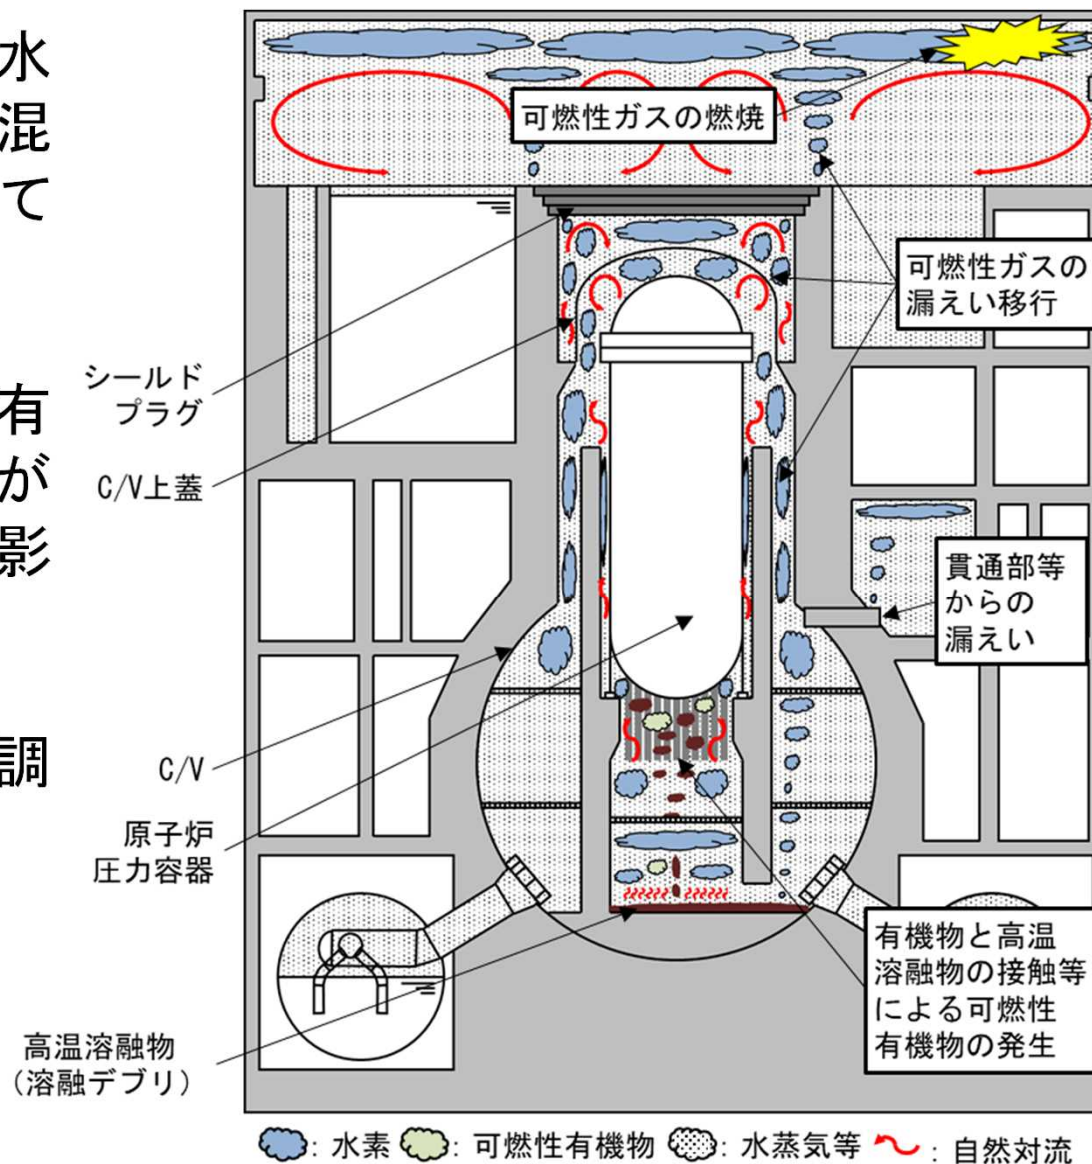 水
混
て
有
が
影
調
可燃性ガスの燃焼
可燃性ガスの
漏えい移行
シールド
プラグ
C/V上蓋
貫通部等
からの
漏えい
C/V
原子炉
圧力容器
有機物と高温
溶融物の接触等
による可燃性
有機物の発生
高温溶融物
（溶融デブリ）
: 水素 : 可燃性有機物 : 水蒸気等 : 自然対流